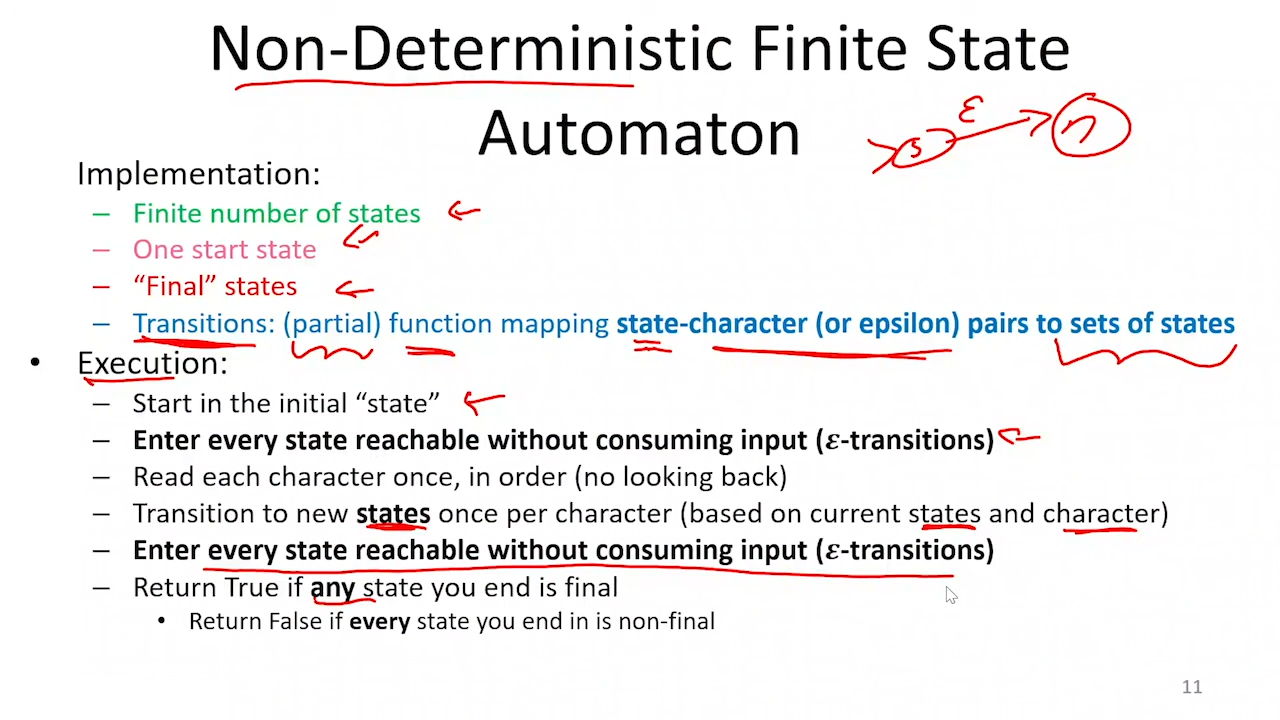 Non-Deterministic Finite State
Automaton
ε
s
Implementation:
– Finite number of states
– One start state
– “Final” states
– Transitions: (partial) function mapping state-character (or epsilon) pairs to sets of states
• Execution:
– Start in the initial “state”
– Enter every state reachable without consuming input (ε-transitions)
– Read each character once, in order (no looking back)
– Transition to new states once per character (based on current states and character)
– Enter every state reachable without consuming input (ε-transitions)
– Return True if any state you end is final
• Return False if every state you end in is non-final
11